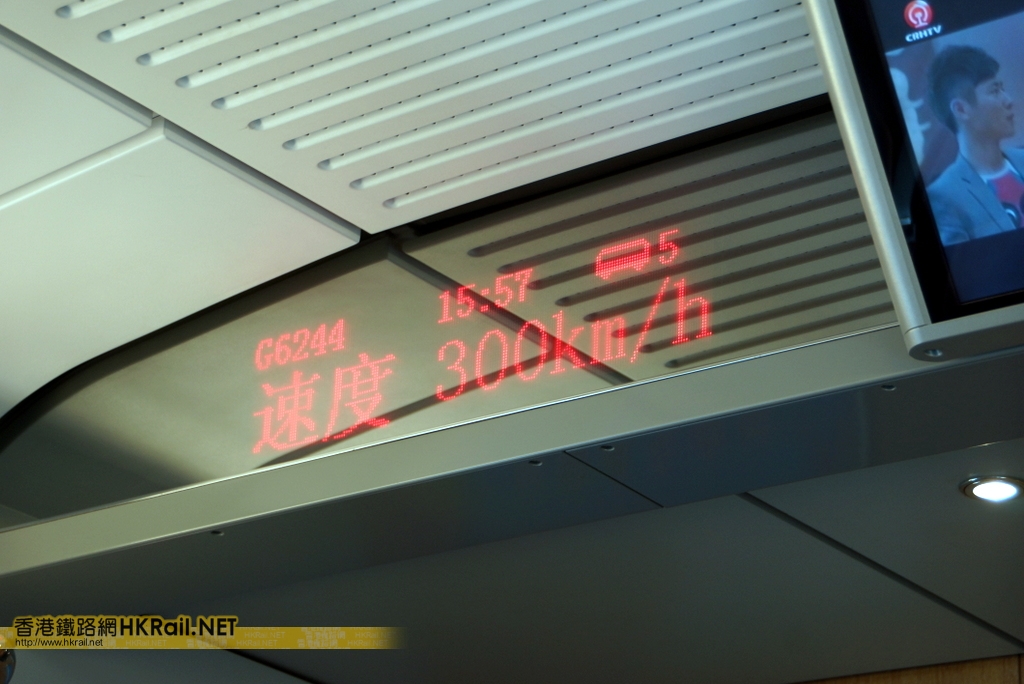 CRHTV
15:57 5
G6244
速度 300km/h
香港鐵路網HKRail.NET
http://www.hkrail.net